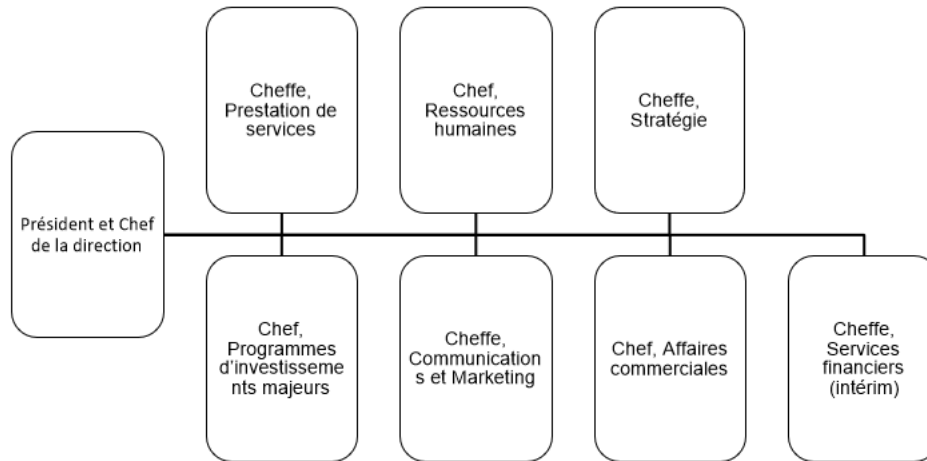 Cheffe,
Prestation de
services
Chef,
Ressources
humaines
Cheffe,
Stratégie
Président et Chef
de la direction
Chef,
Programmes
d'investisseme
nts majeurs
Cheffe,
Communication
s et Marketing
Chef, Affaires
commerciales
Cheffe,
Services
financiers
(intérim)